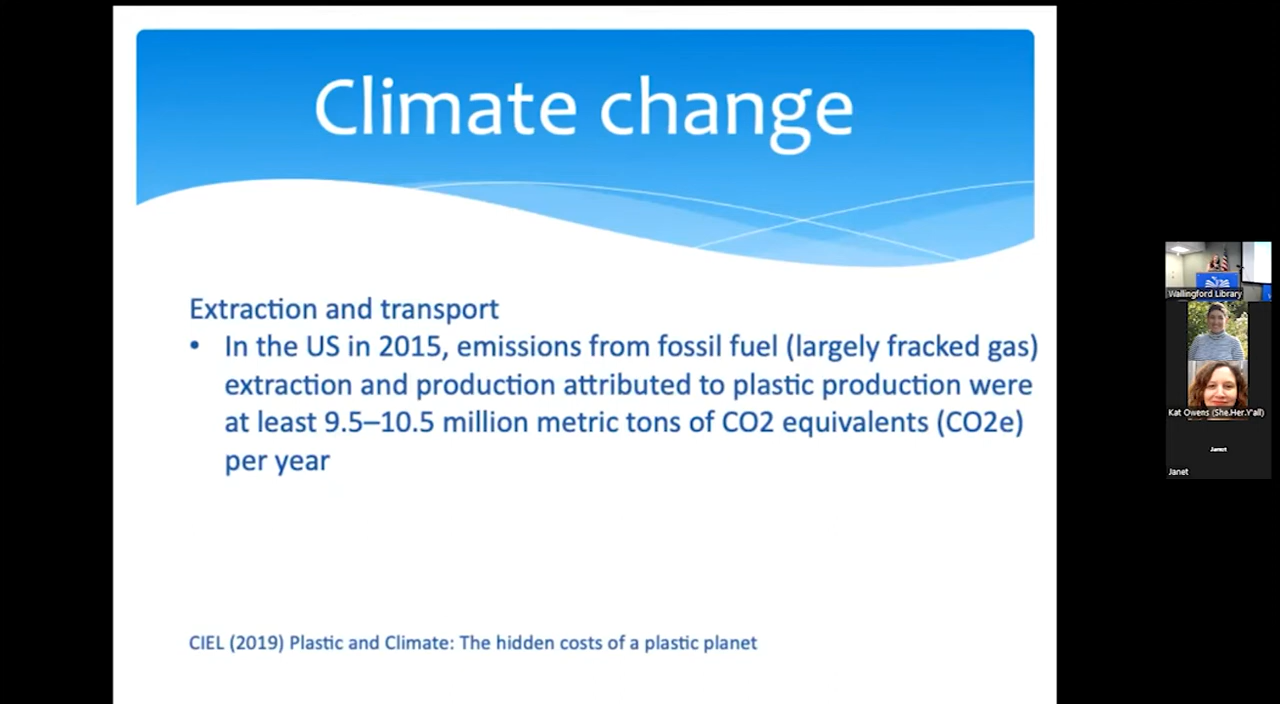 Climate change
Extraction and transport
• In the US in 2015, emissions from fossil fuel (largely fracked gas)
extraction and production attributed to plastic production were
at least 9.5–10.5 million metric tons of CO2 equivalents (CO2e)
per year
CIEL (2019) Plastic and Climate: The hidden costs of a plastic planet
Wallingford Library
Kat Owens (She.Her.Y'all)
Janet
Janet